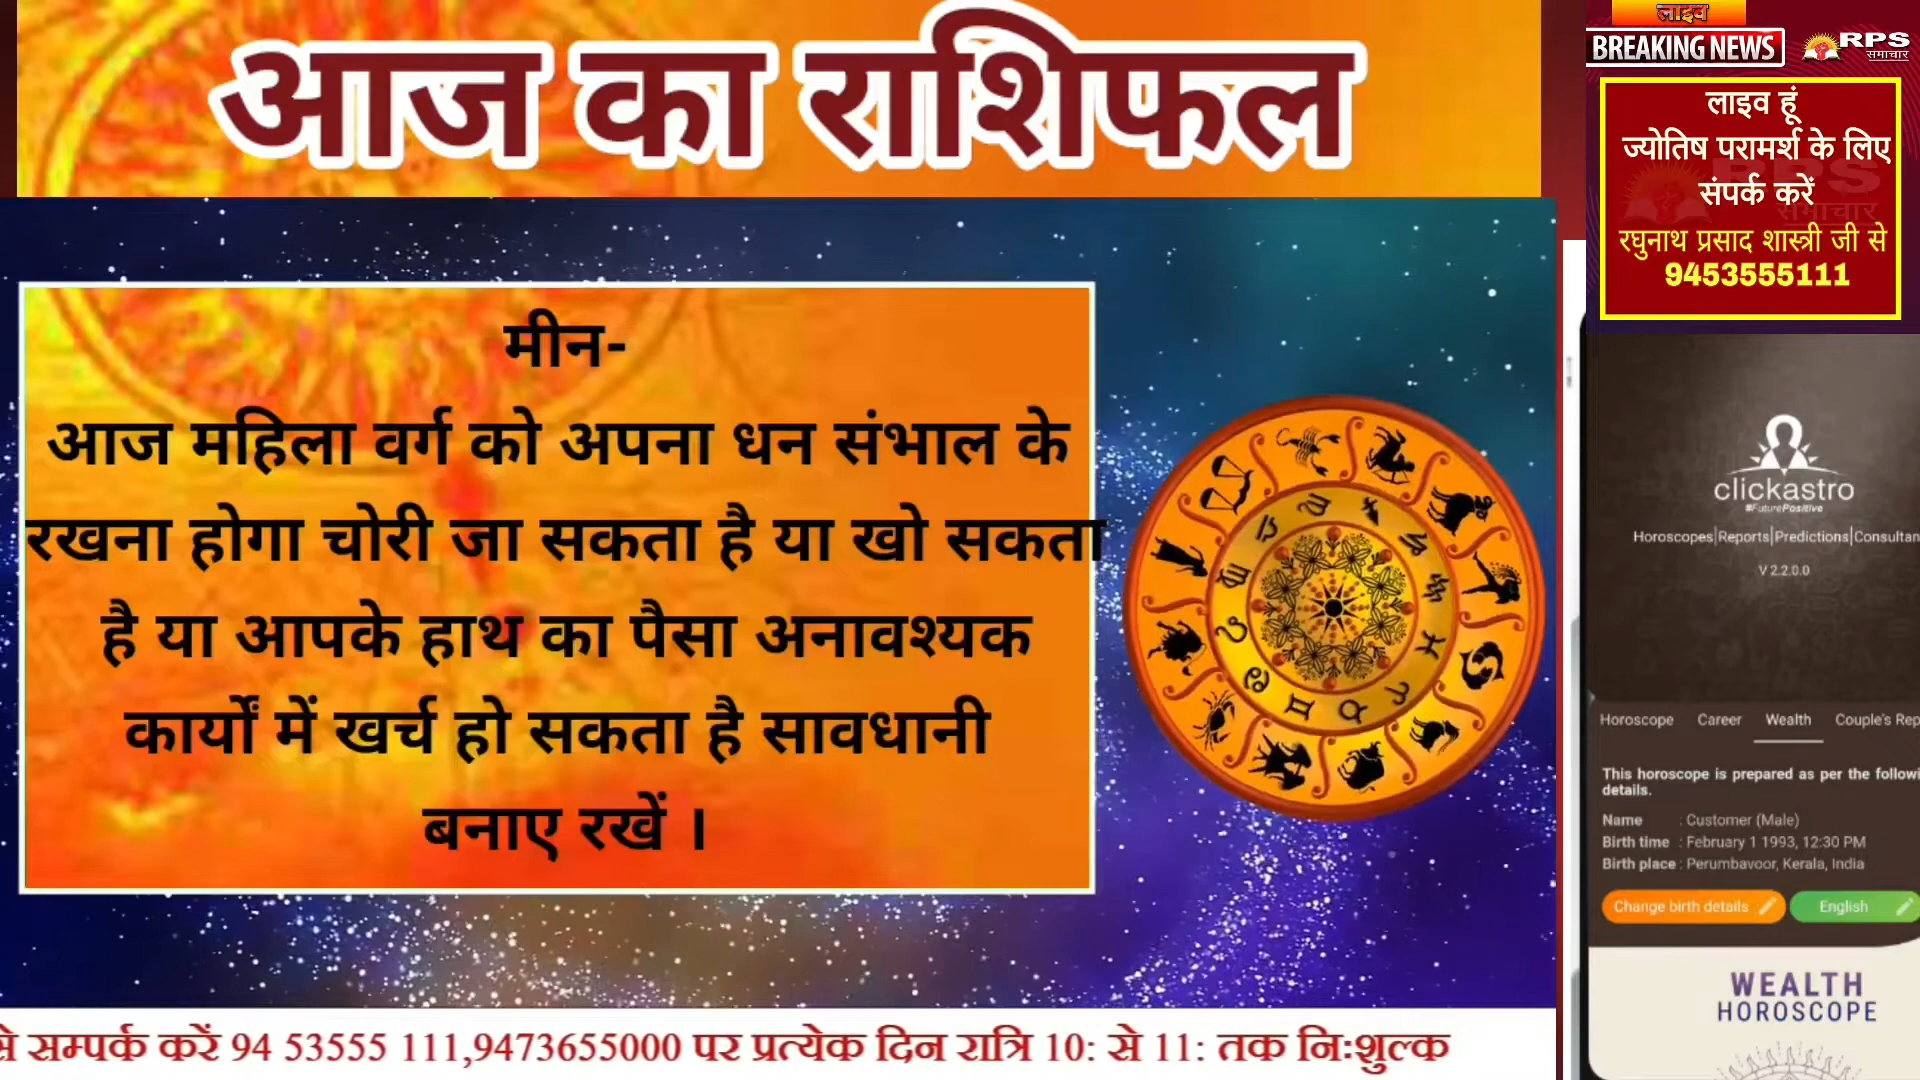 आज का राशिफल
मीन-
आज महिला वर्ग को अपना धन संभाल के
रखना होगा चोरी जा सकता है या खो सकता
है या आपके हाथ का पैसा अनावश्यक
कार्यों में खर्च हो सकता है सावधानी
बनाए रखें ।
से सम्पर्क करें 94 53555 111,9473655000 पर प्रत्येक दिन रात्रि 10: से 11: तक निःशुल्क
लाइव
BREAKING NEWS
RPS
समाचार
लाइव हूं
ज्योतिष परामर्श के लिए
संपर्क करें
रघुनाथ प्रसाद शास्त्री जी से
9453555111
RPS
समाचार
clickastro
#FuturePositive
Horoscopes|Reports|Predictions|Consultan
V 2.2.0.0
Horoscope Career Wealth Couple's Rep
This horoscope is prepared as per the followi
details.
Name : Customer (Male)
Birth time : February 1 1993, 12:30 PM
Birth place : Perumbavoor, Kerala, India
Change birth details English
WEALTH
HOROSCOPE